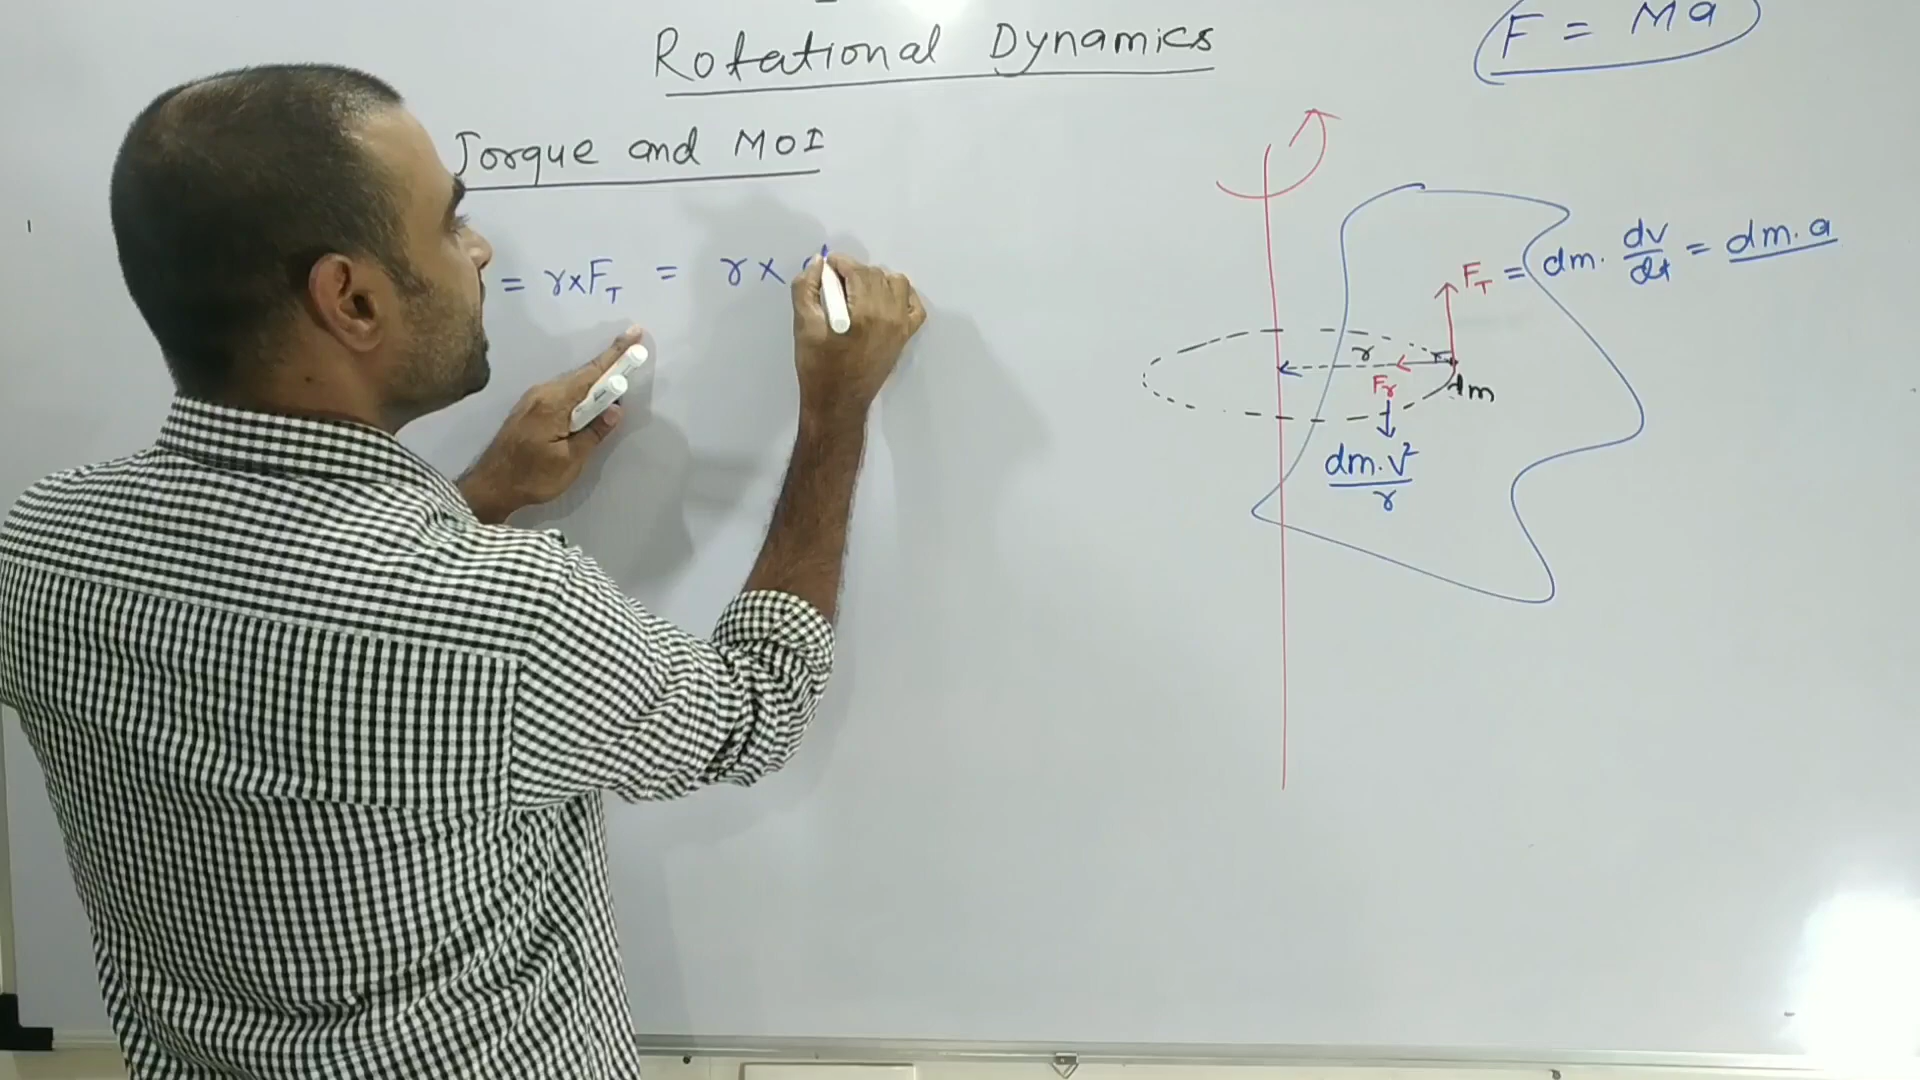 Rotational Dynamics
F = Ma
Torque and MOI
= r×F_T = r×
F_T = dm. dv/dt = dm.a
r
F_r
dm
dm.v²/r